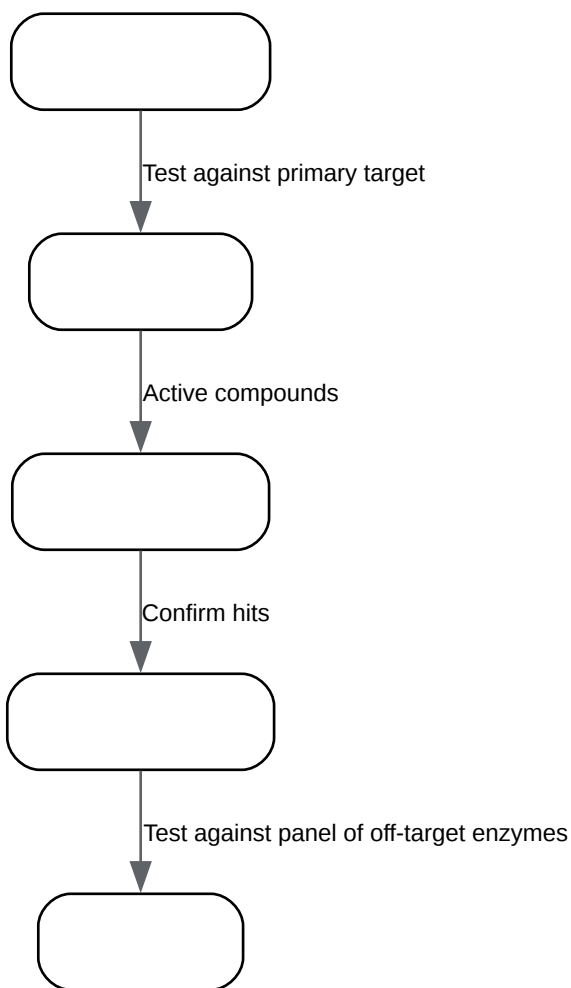 Test against primary target
Active compounds
Confirm hits
Test against panel of off-target enzymes